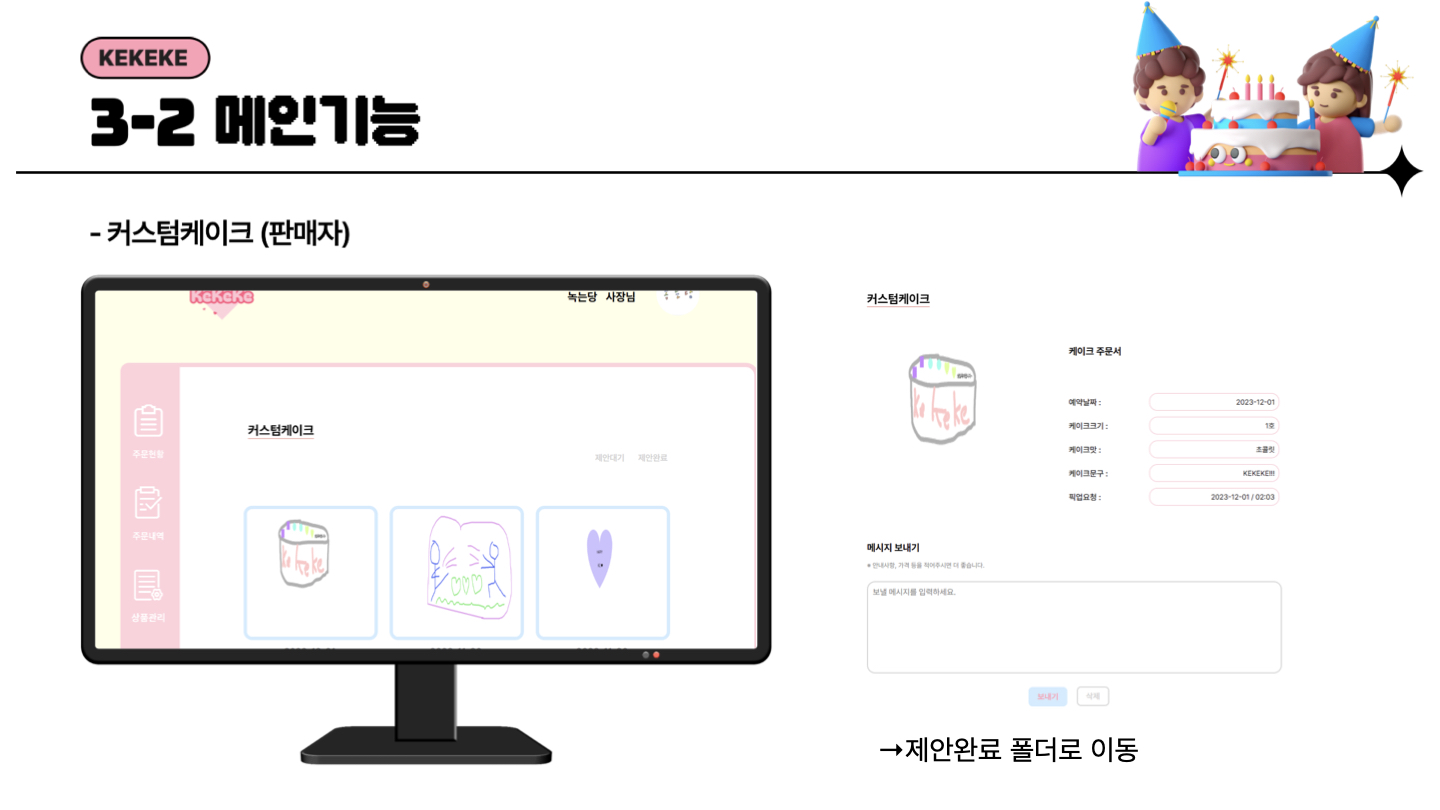 KEKEKE
3-2 메인기능
- 커스텀케이크 (판매자)
KeKeKe
녹는당 사장님
주문현황
주문내역
상품관리
커스텀케이크
제안대기 제안완료
ke keke
커스텀케이크
ke keke
케이크 주문서
예약날짜 : 2023-12-01
케이크크기 : 1호
케이크맛 : 초콜릿
케이크문구 : KEKEKE!!!
픽업요청 : 2023-12-01 / 02:03
메시지 보내기
* 안내사항, 가격 등을 적어주시면 더 좋습니다.
보낼 메시지를 입력하세요.
보내기 삭제
→제안완료 폴더로 이동